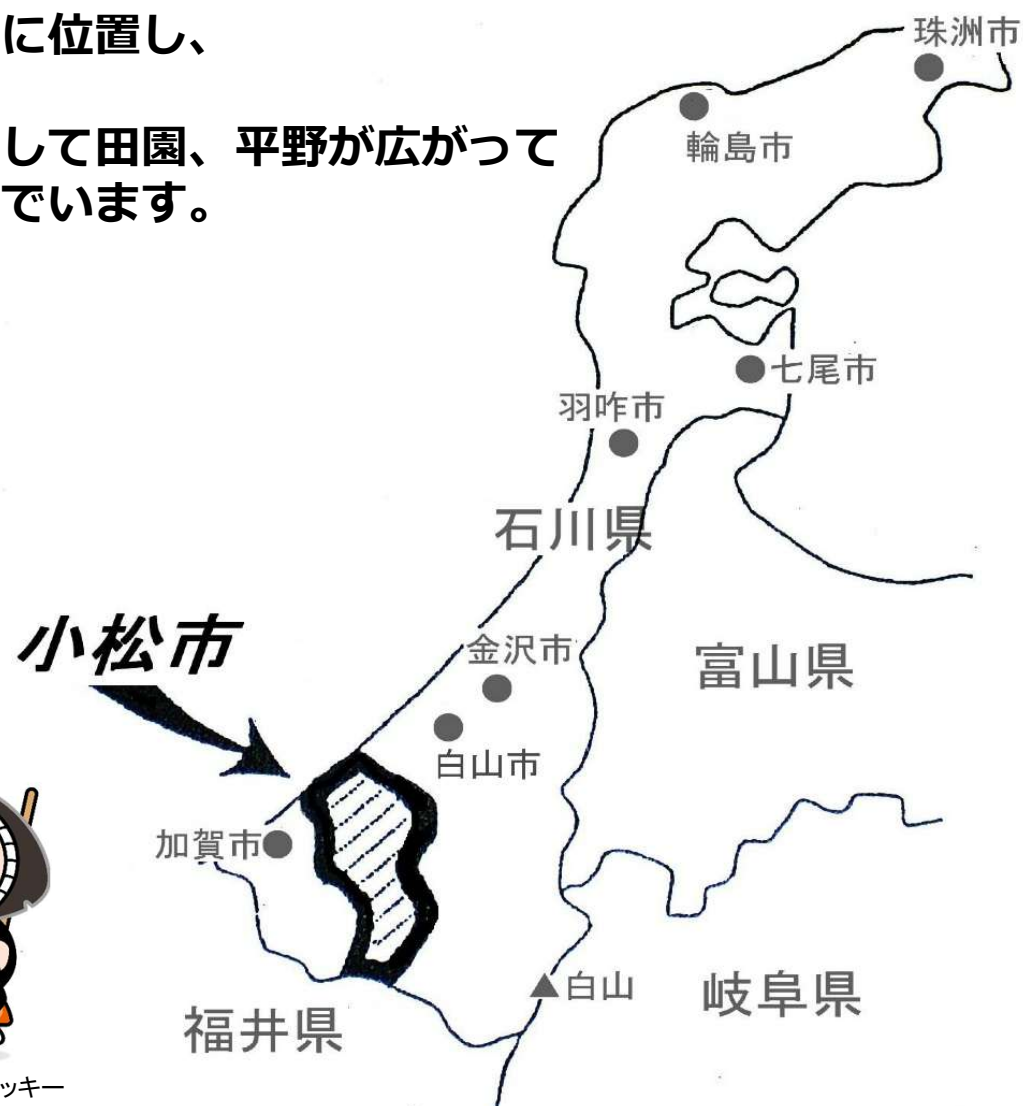 に位置し、
して田園、平野が広がって
でいます。
珠洲市
輪島市
七尾市
羽咋市
石川県
小松市
金沢市
富山県
白山市
加賀市
白山
岐阜県
福井県
ッキー